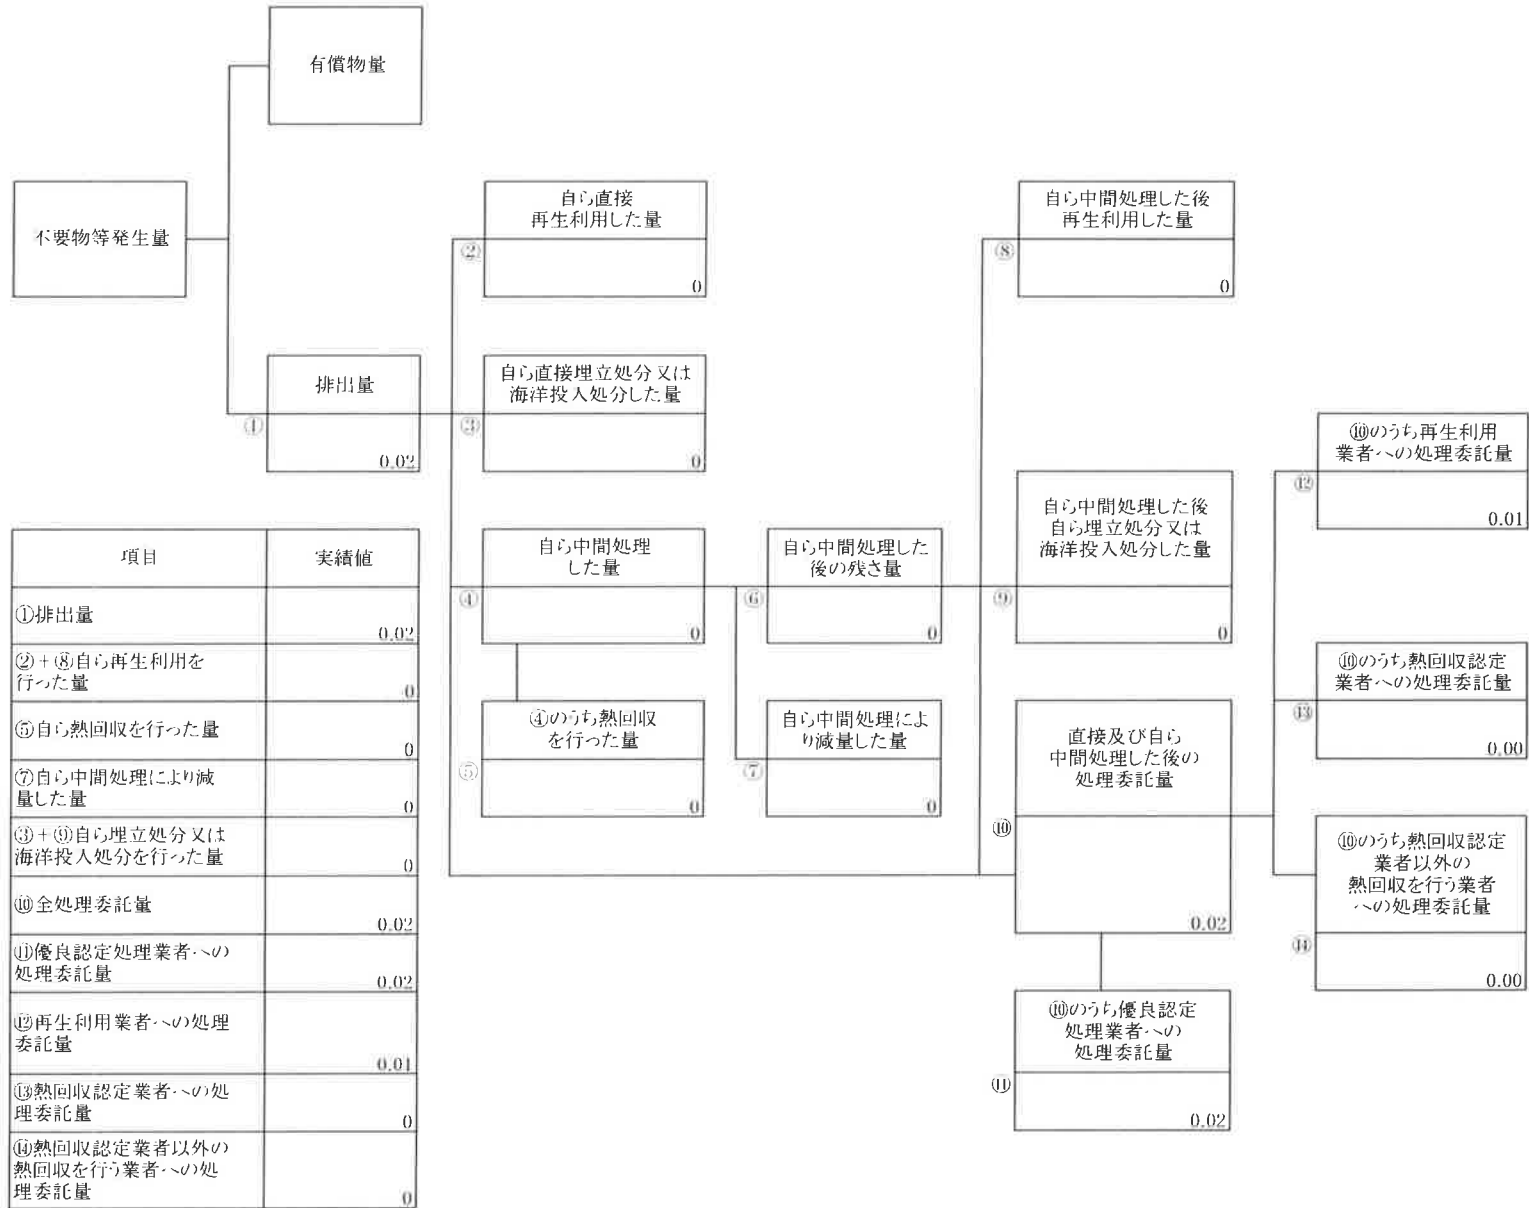 有償物量
不要物等発生量
自ら直接
再生利用した量
②
0
自ら中間処理した後
再生利用した量
⑧
0
排出量
①
0.02
自ら直接埋立処分又は
海洋投入処分した量
③
0
⑩のうち再生利用
業者への処理委託量
⑫
0.01
自ら中間処理
した量
④
0
自ら中間処理した
後の残さ量
⑥
0
自ら中間処理した後
自ら埋立処分又は
海洋投入処分した量
⑨
0
⑩のうち熱回収認定
業者への処理委託量
⑬
0.00
④のうち熱回収
を行った量
⑤
0
自ら中間処理によ
り減量した量
⑦
0
直接及び自ら
中間処理した後の
処理委託量
⑩
0.02
⑩のうち熱回収認定
業者以外の
熱回収を行う業者
への処理委託量
⑭
0.00
⑩のうち優良認定
処理業者への
処理委託量
⑪
0.02
項目 実績値
①排出量
0.02
②+⑧自ら再生利用を
行った量
0
⑤自ら熱回収を行った量
0
⑦自ら中間処理により減
量した量
0
③+⑨自ら埋立処分又は
海洋投入処分を行った量
0
⑩全処理委託量
0.02
⑪優良認定処理業者への
処理委託量
0.02
⑫再生利用業者への処理
委託量
0.01
⑬熱回収認定業者への処
理委託量
0
⑭熱回収認定業者以外の
熱回収を行う業者への処
理委託量
0